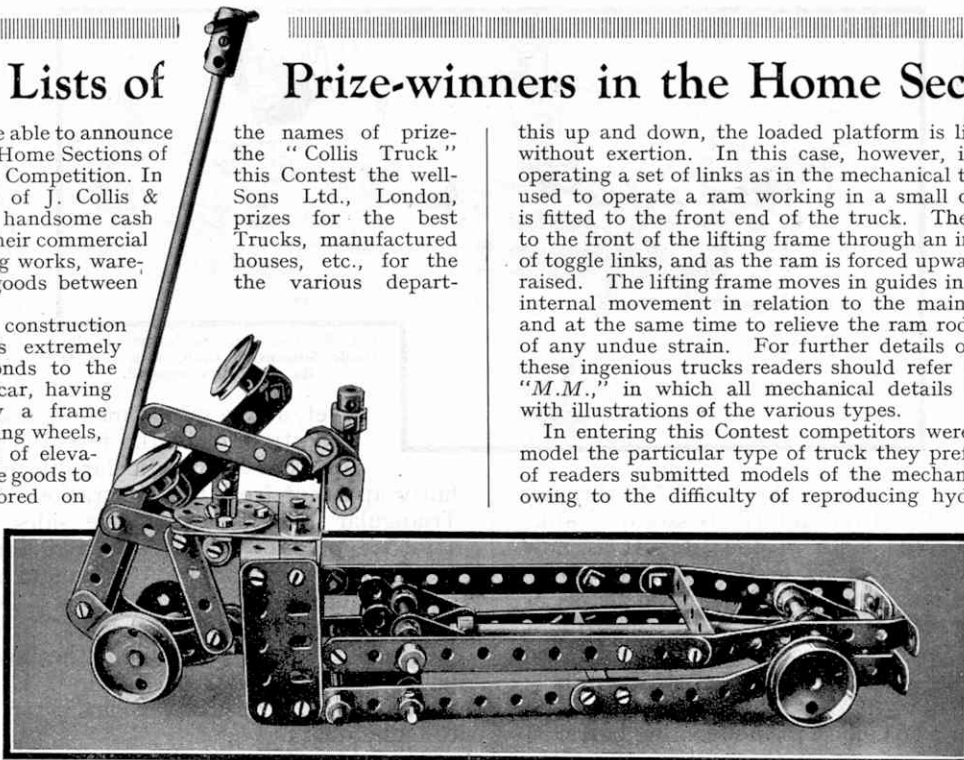 Lists of Prize-winners in the Home Sec
e able to announce
Home Sections of
Competition. In
of J. Collis &
handsome cash
heir commercial
g works, ware-
goods between
construction
s extremely
onds to the
car, having
y a frame
ing wheels,
of eleva-
e goods to
ored on
the names of prize-
the "Collis Truck"
this Contest the well-
Sons Ltd., London,
prizes for the best
Trucks, manufactured
houses, etc., for the
the various depart-
this up and down, the loaded platform is li
without exertion. In this case, however, i
operating a set of links as in the mechanical t
used to operate a ram working in a small c
is fitted to the front end of the truck. The
to the front of the lifting frame through an in
of toggle links, and as the ram is forced upwa
raised. The lifting frame moves in guides in
internal movement in relation to the main
and at the same time to relieve the ram rod
of any undue strain. For further details o
these ingenious trucks readers should refer
"M.M.," in which all mechanical details
with illustrations of the various types.
In entering this Contest competitors were
model the particular type of truck they pref
of readers submitted models of the mechan
owing to the difficulty of reproducing hyd